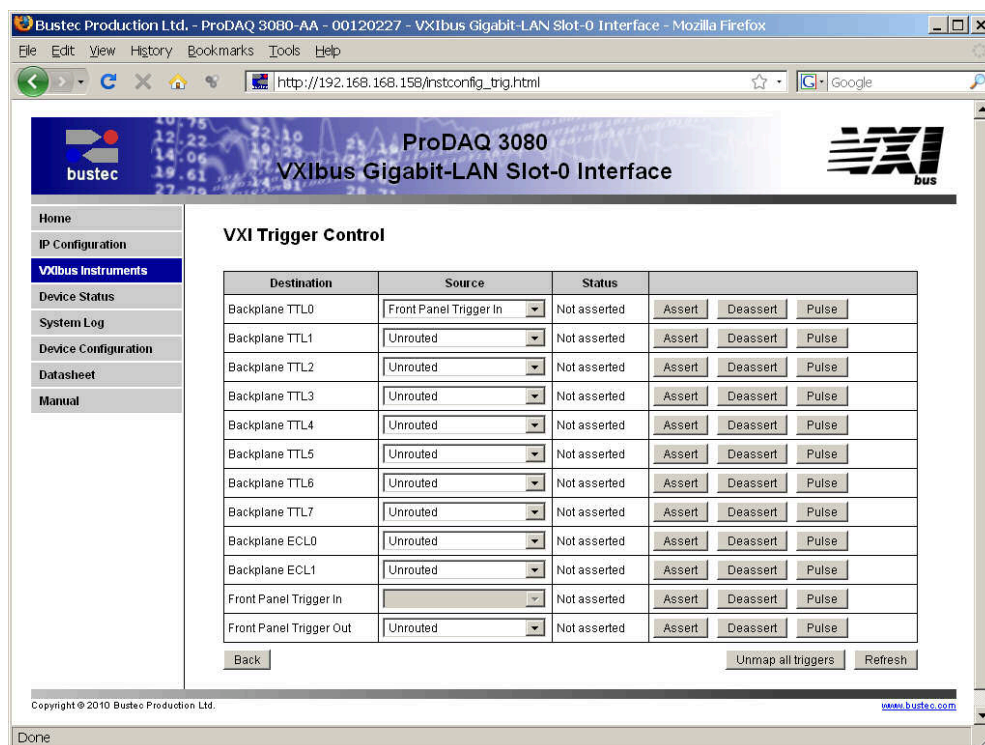 Bustec Production Ltd. - ProDAQ 3080-AA - 00120227 - VXIbus Gigabit-LAN Slot-0 Interface - Mozilla Firefox
File Edit View History Bookmarks Tools Help
http://192.168.168.158/instconfig_trig.html
G Google
bustec
ProDAQ 3080
VXIbus Gigabit-LAN Slot-0 Interface
VXI
bus
Home
IP Configuration
VXIbus Instruments
Device Status
System Log
Device Configuration
Datasheet
Manual
VXI Trigger Control
Destination Source Status
Backplane TTL0 Front Panel Trigger In Not asserted Assert Deassert Pulse
Backplane TTL1 Unrouted Not asserted Assert Deassert Pulse
Backplane TTL2 Unrouted Not asserted Assert Deassert Pulse
Backplane TTL3 Unrouted Not asserted Assert Deassert Pulse
Backplane TTL4 Unrouted Not asserted Assert Deassert Pulse
Backplane TTL5 Unrouted Not asserted Assert Deassert Pulse
Backplane TTL6 Unrouted Not asserted Assert Deassert Pulse
Backplane TTL7 Unrouted Not asserted Assert Deassert Pulse
Backplane ECL0 Unrouted Not asserted Assert Deassert Pulse
Backplane ECL1 Unrouted Not asserted Assert Deassert Pulse
Front Panel Trigger In Not asserted Assert Deassert Pulse
Front Panel Trigger Out Unrouted Not asserted Assert Deassert Pulse
Back Unmap all triggers Refresh
Copyright © 2010 Bustec Production Ltd. www.bustec.com
Done